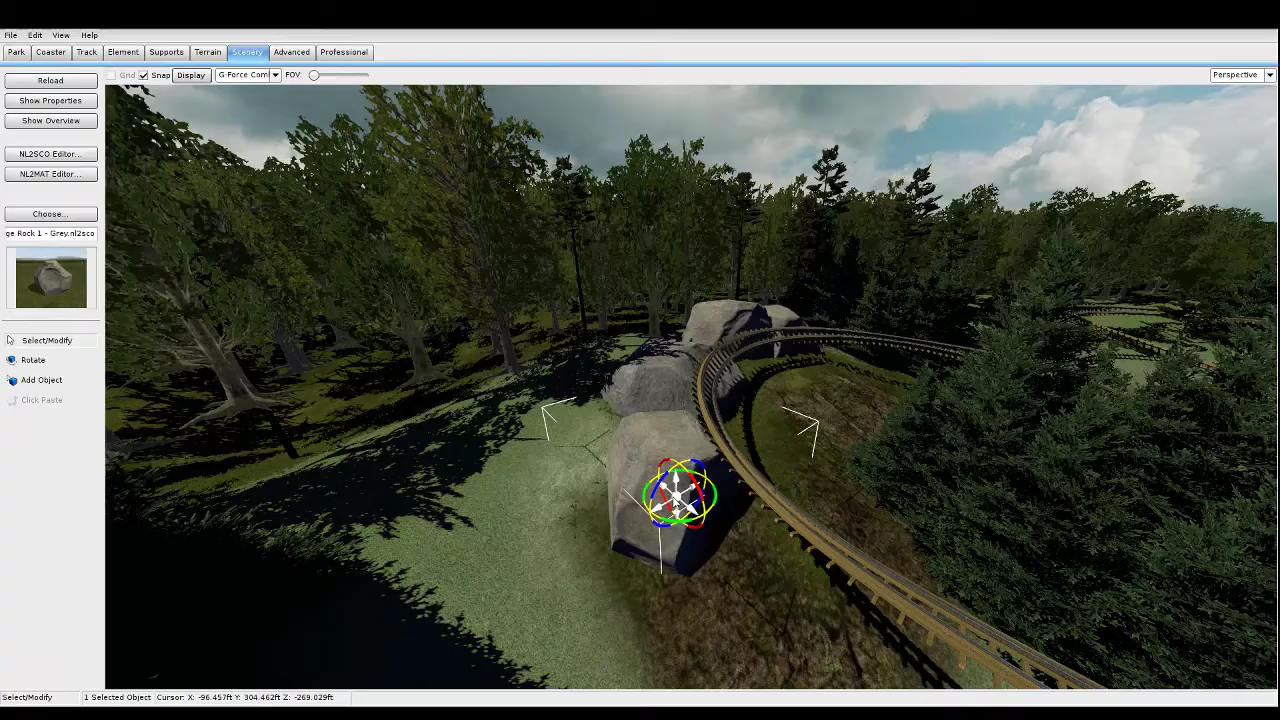 File Edit View Help
Park Coaster Track Element Supports Terrain Scenery Advanced Professional
Reload Grid Snap Display G-Force Com FOV: Perspective
Show Properties
Show Overview
NL2SCO Editor...
NL2MAT Editor...
Choose...
ge Rock 1 - Grey.nl2sco
Select/Modify
Rotate
Add Object
Click Paste
Select/Modify 1 Selected Object Cursor: X: -96.457ft Y: 304.462ft Z: -269.029ft